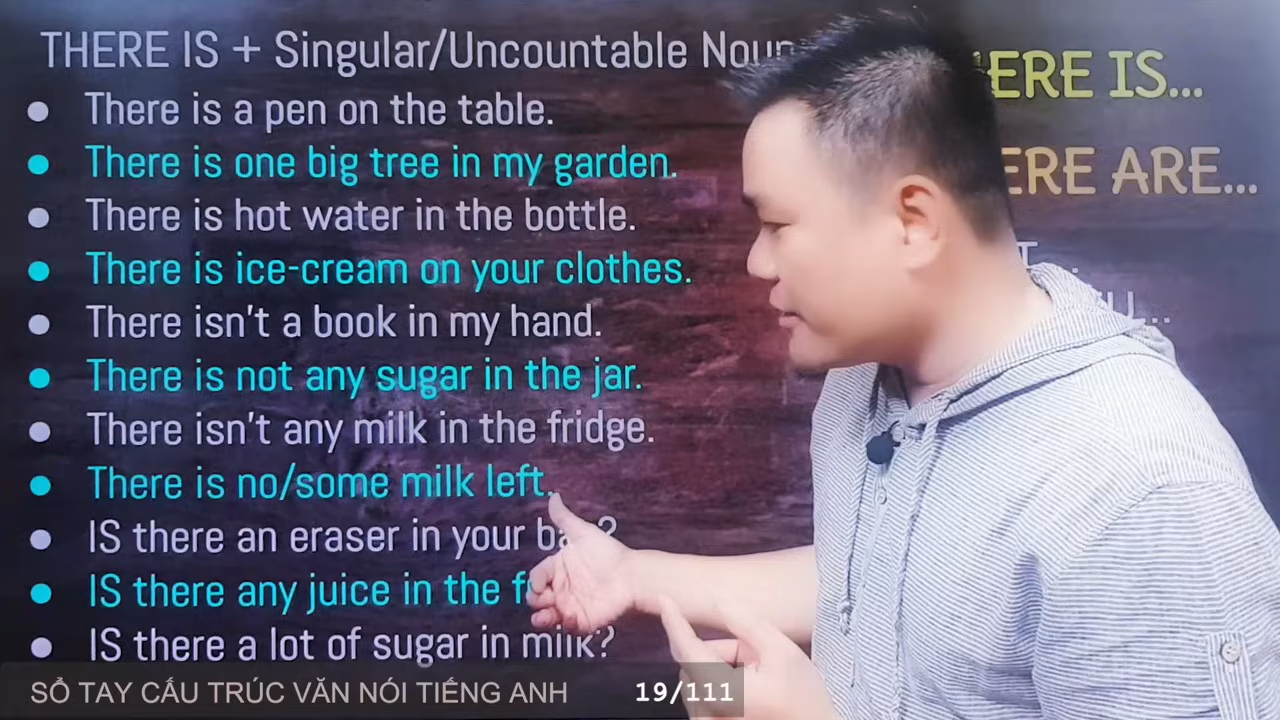 THERE IS + Singular/Uncountable
There is a pen on the table.
There is one big tree in my garden.
There is hot water in the bottle.
There is ice-cream on your clothes.
There isn't a book in my hand.
There is not any sugar in the jar.
There isn't any milk in the fridge.
There is no/some milk left.
IS there an eraser in your
IS there any juice in the
IS there a lot of sugar in milk?
IS...
ARE...
SỔ TAY CẤU TRÚC VĂN NÓI TIẾNG ANH
19/111